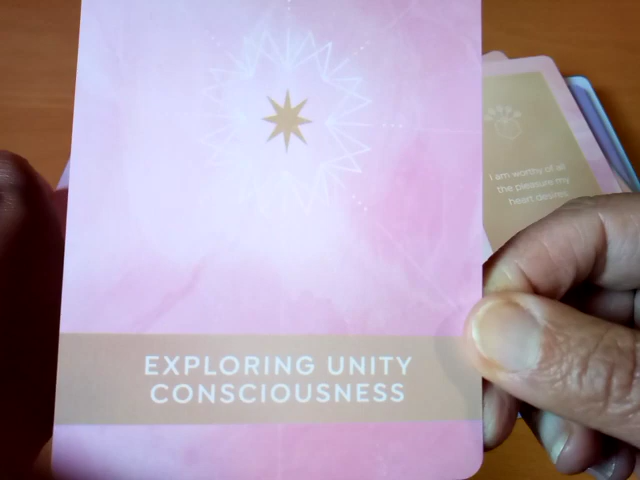 EXPLORING UNITY
CONSCIOUSNESS
I am worthy of all
the pleasure my
heart desires